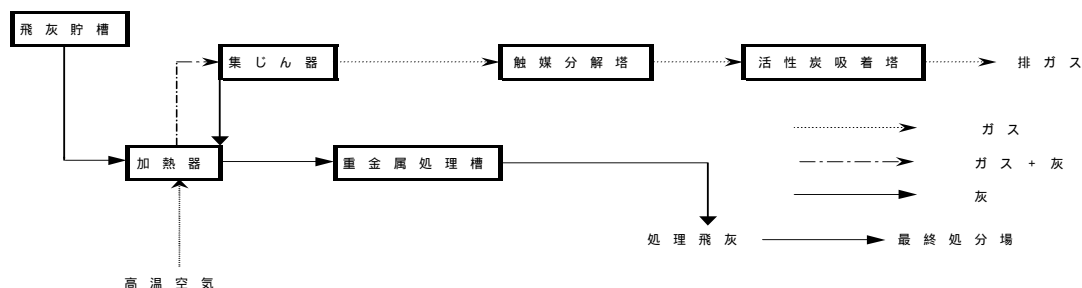 飛灰貯槽
集じん器
触媒分解塔
活性炭吸着塔
排ガス
ガス
加熱器
重金属処理槽
ガス+灰
灰
処理飛灰
最終処分場
高温空気